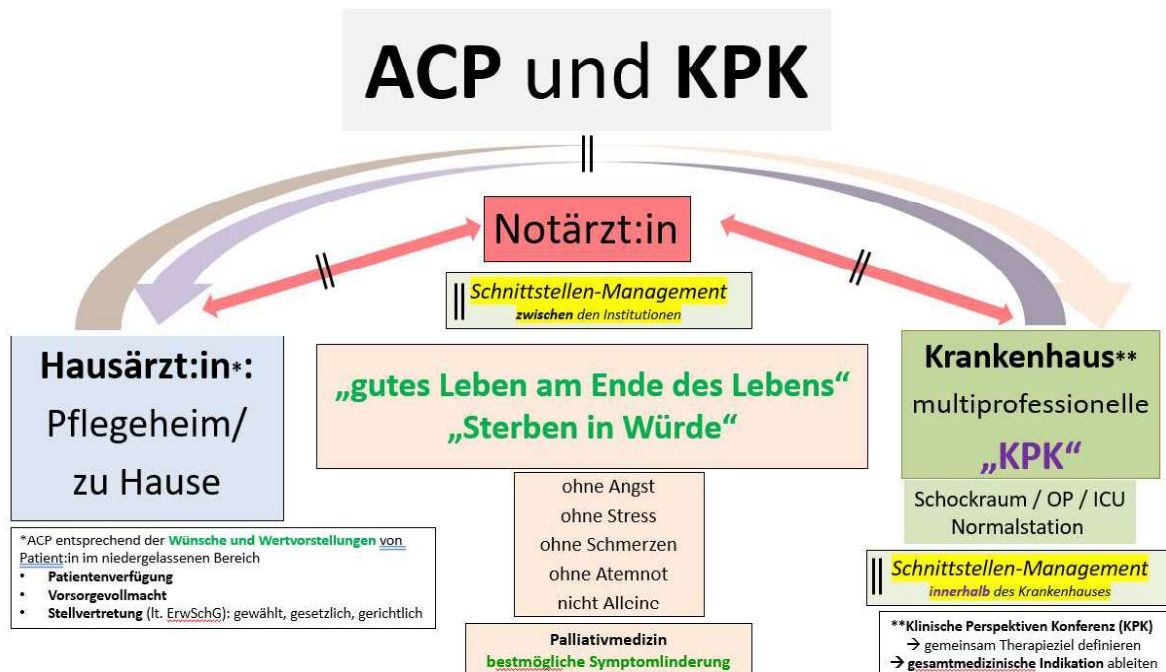 ACP und KPK
Notärzt:in
|| Schnittstellen-Management
zwischen den Institutionen
Hausärzt:in*:
Pflegeheim/
zu Hause
*ACP entsprechend der Wünsche und Wertvorstellungen von
Patient:in im niedergelassenen Bereich
• Patientenverfügung
• Vorsorgevollmacht
• Stellvertretung (lt. ErwSchG): gewählt, gesetzlich, gerichtlich
„gutes Leben am Ende des Lebens“
„Sterben in Würde“
ohne Angst
ohne Stress
ohne Schmerzen
ohne Atemnot
nicht Alleine
Palliativmedizin
bestmögliche Symptomlinderung
Krankenhaus**
multiprofessionelle
„KPK“
Schockraum / OP / ICU
Normalstation
|| Schnittstellen-Management
innerhalb des Krankenhauses
**Klinische Perspektiven Konferenz (KPK)
→ gemeinsam Therapieziel definieren
→ gesamtmedizinische Indikation ableiten